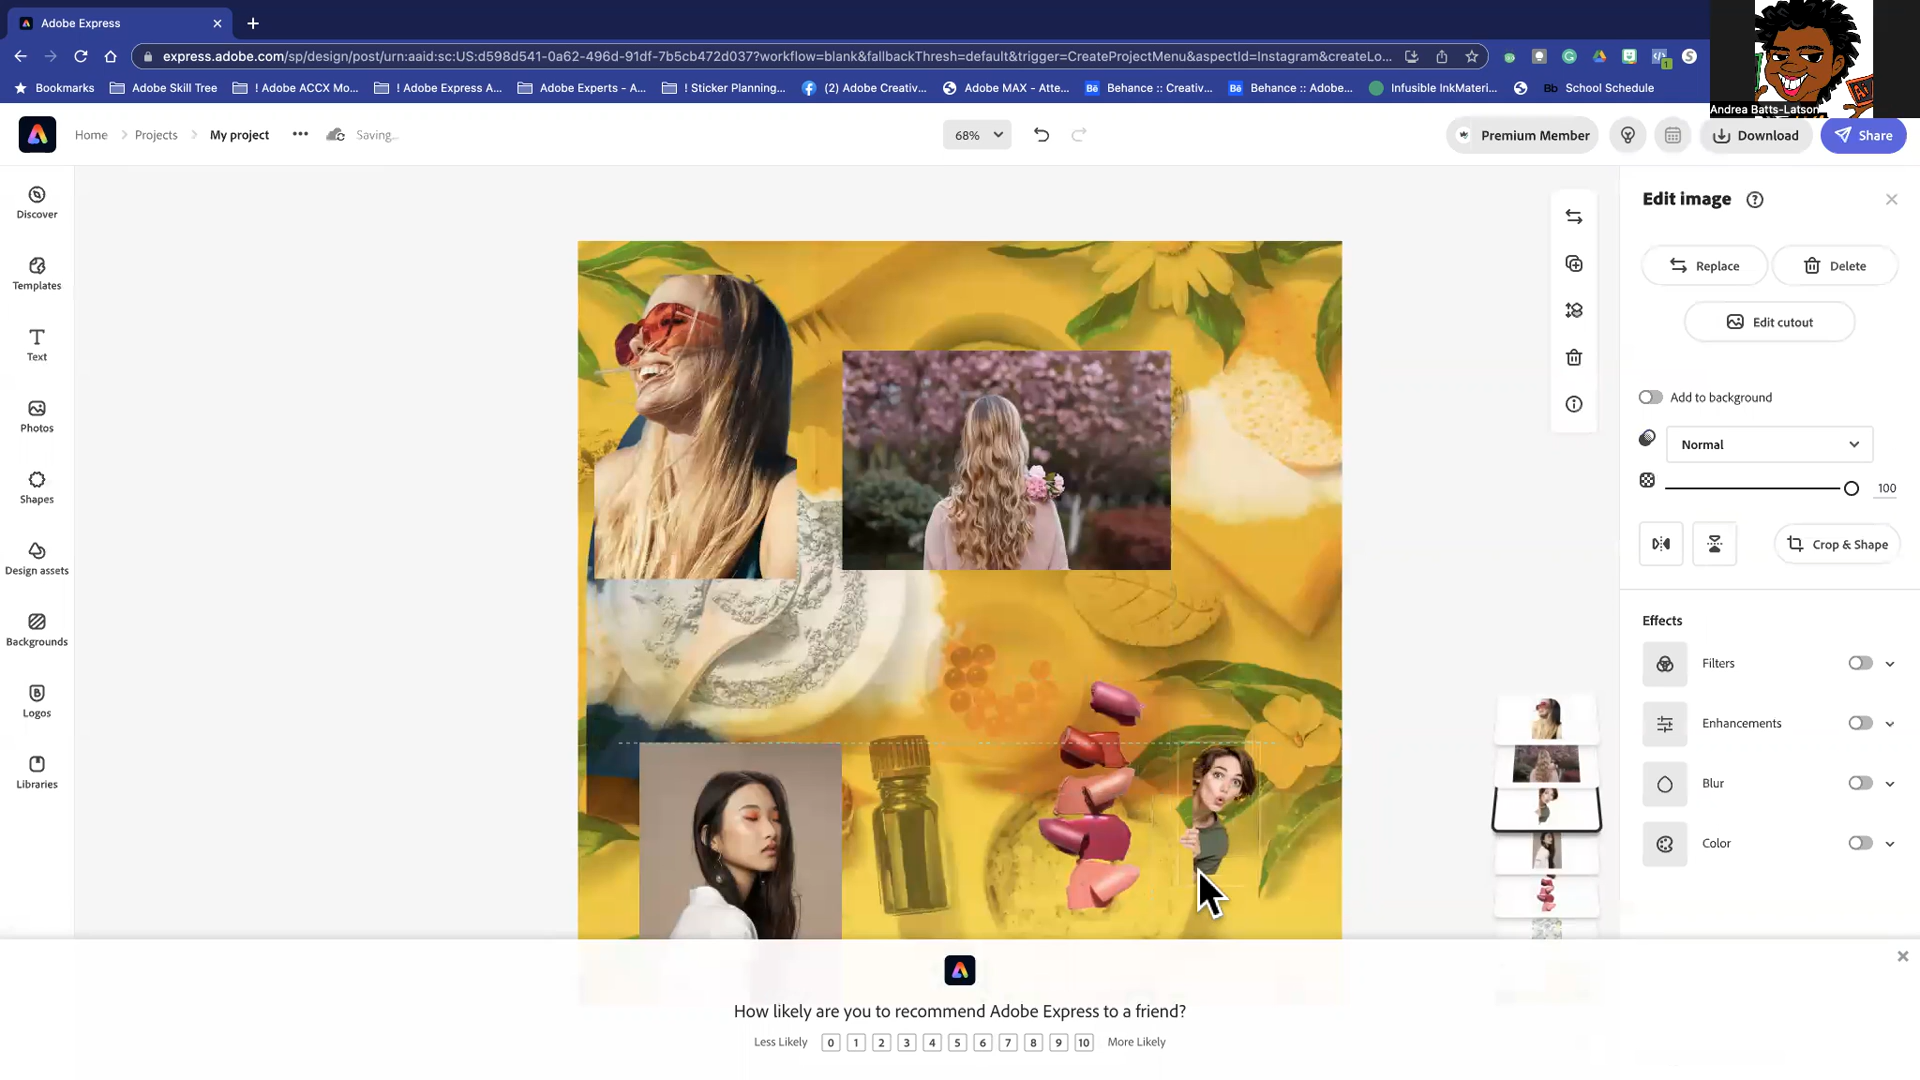 Adobe Express
express.adobe.com/sp/design/post/urn:aaid:sc:US:d598d541-0a62-496d-91df-7b5cb472d037?workflow=blank&fallbackThresh=default&trigger=CreateProjectMenu&aspectId=Instagram&createLo...
Bookmarks
Adobe Skill Tree
! Adobe ACCX Mo...
! Adobe Express A...
Adobe Experts - A...
! Sticker Planning...
(2) Adobe Creativ...
Adobe MAX - Atte...
Bē Behance :: Creativ...
Bē Behance :: Adobe...
Infusible InkMateri...
Bb School Schedule
Andrea Batts-Latson
Home
Projects
My project
Saving...
68%
Premium Member
Download
Share
Discover
Templates
Text
Photos
Shapes
Design assets
Backgrounds
Logos
Libraries
Edit image
Replace
Delete
Edit cutout
Add to background
Normal
100
Crop & Shape
Effects
Filters
Enhancements
Blur
Color
How likely are you to recommend Adobe Express to a friend?
Less Likely 0 1 2 3 4 5 6 7 8 9 10 More Likely